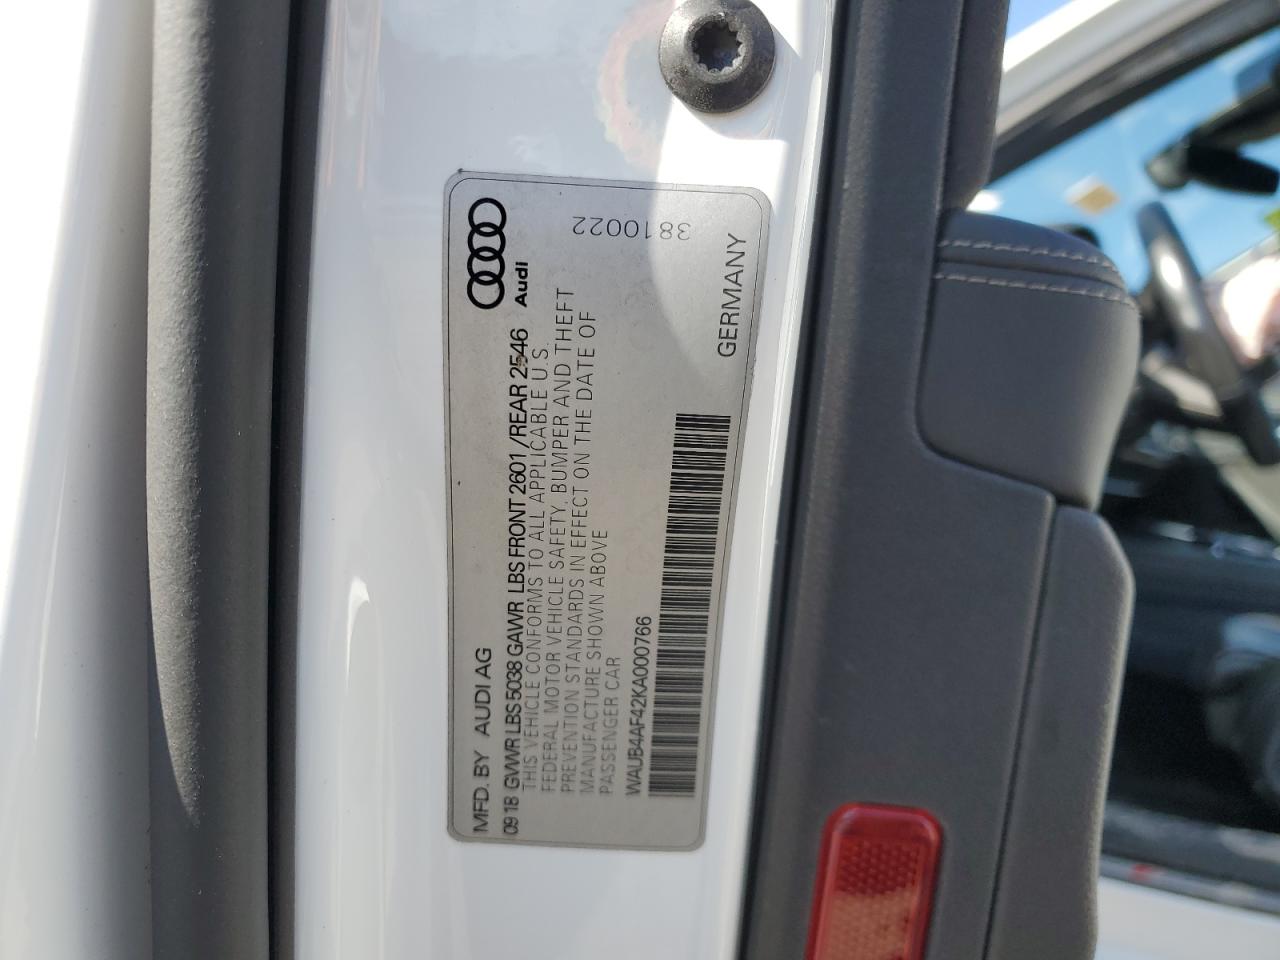 MFD. BY AUDI AG
09 18 GVWR LBS 5038 GAWR LBS FRONT 2601 / REAR 2546
Audi
THIS VEHICLE CONFORMS TO ALL APPLICABLE U.S.
FEDERAL MOTOR VEHICLE SAFETY, BUMPER AND THEFT
PREVENTION STANDARDS IN EFFECT ON THE DATE OF
MANUFACTURE SHOWN ABOVE
PASSENGER CAR
WAUB4AF42KA000766
3810022
GERMANY